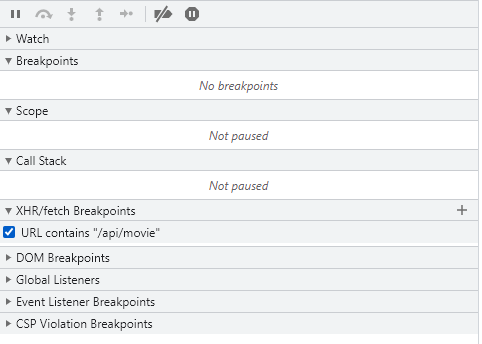 Watch
Breakpoints
No breakpoints
Scope
Not paused
Call Stack
Not paused
XHR/fetch Breakpoints
URL contains "/api/movie"
DOM Breakpoints
Global Listeners
Event Listener Breakpoints
CSP Violation Breakpoints